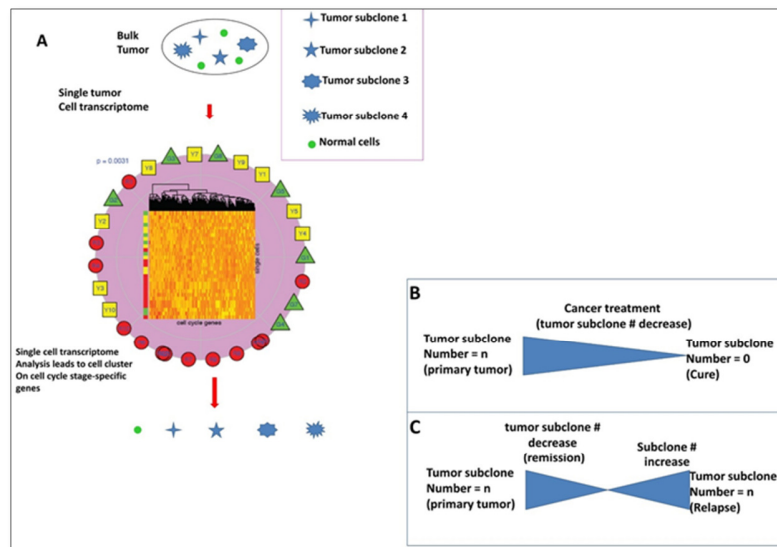 A
Bulk
Tumor
Tumor subclone 1
Tumor subclone 2
Tumor subclone 3
Tumor subclone 4
Normal cells
Single tumor
Cell transcriptome
p = 0.0031
Y8
Y7
Y9
Y1
Y5
Y4
Y2
Y3
Y10
single cells
cell cycle genes
Single cell transcriptome
Analysis leads to cell cluster
On cell cycle stage-specific
genes
B
Cancer treatment
(tumor subclone # decrease)
Tumor subclone
Number = n
(primary tumor)
Tumor subclone
Number = 0
(Cure)
C
tumor subclone #
decrease
(remission)
Subclone #
increase
Tumor subclone
Number = n
(primary tumor)
Tumor subclone
Number = n
(Relapse)